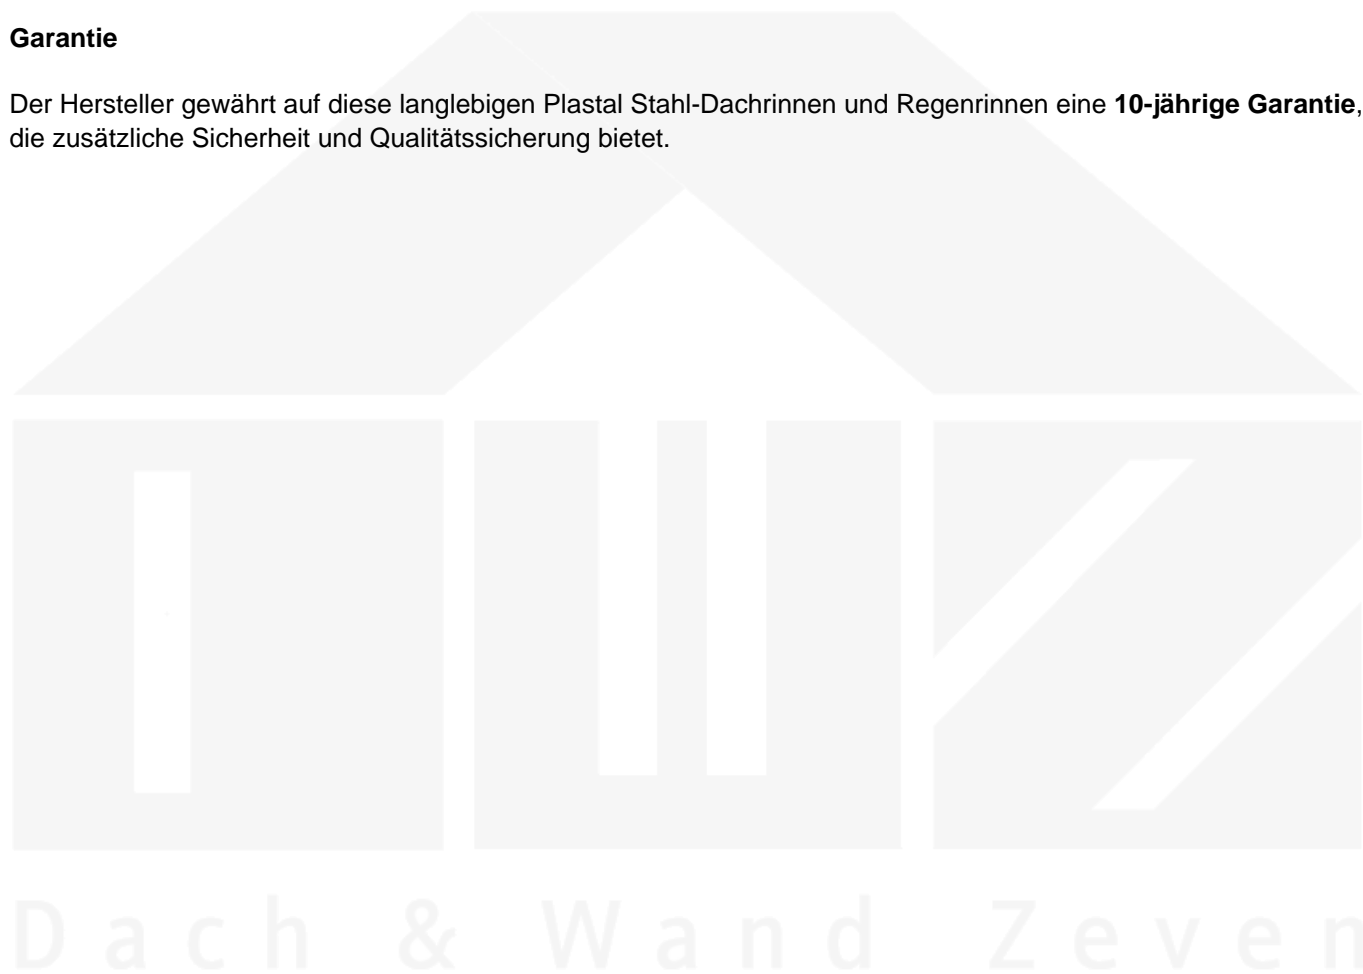 Garantie
Der Hersteller gewährt auf diese langlebigen Plastal Stahl-Dachrinnen und Regenrinnen eine 10-jährige Garantie,
die zusätzliche Sicherheit und Qualitätssicherung bietet.
Dach & Wand Zeven